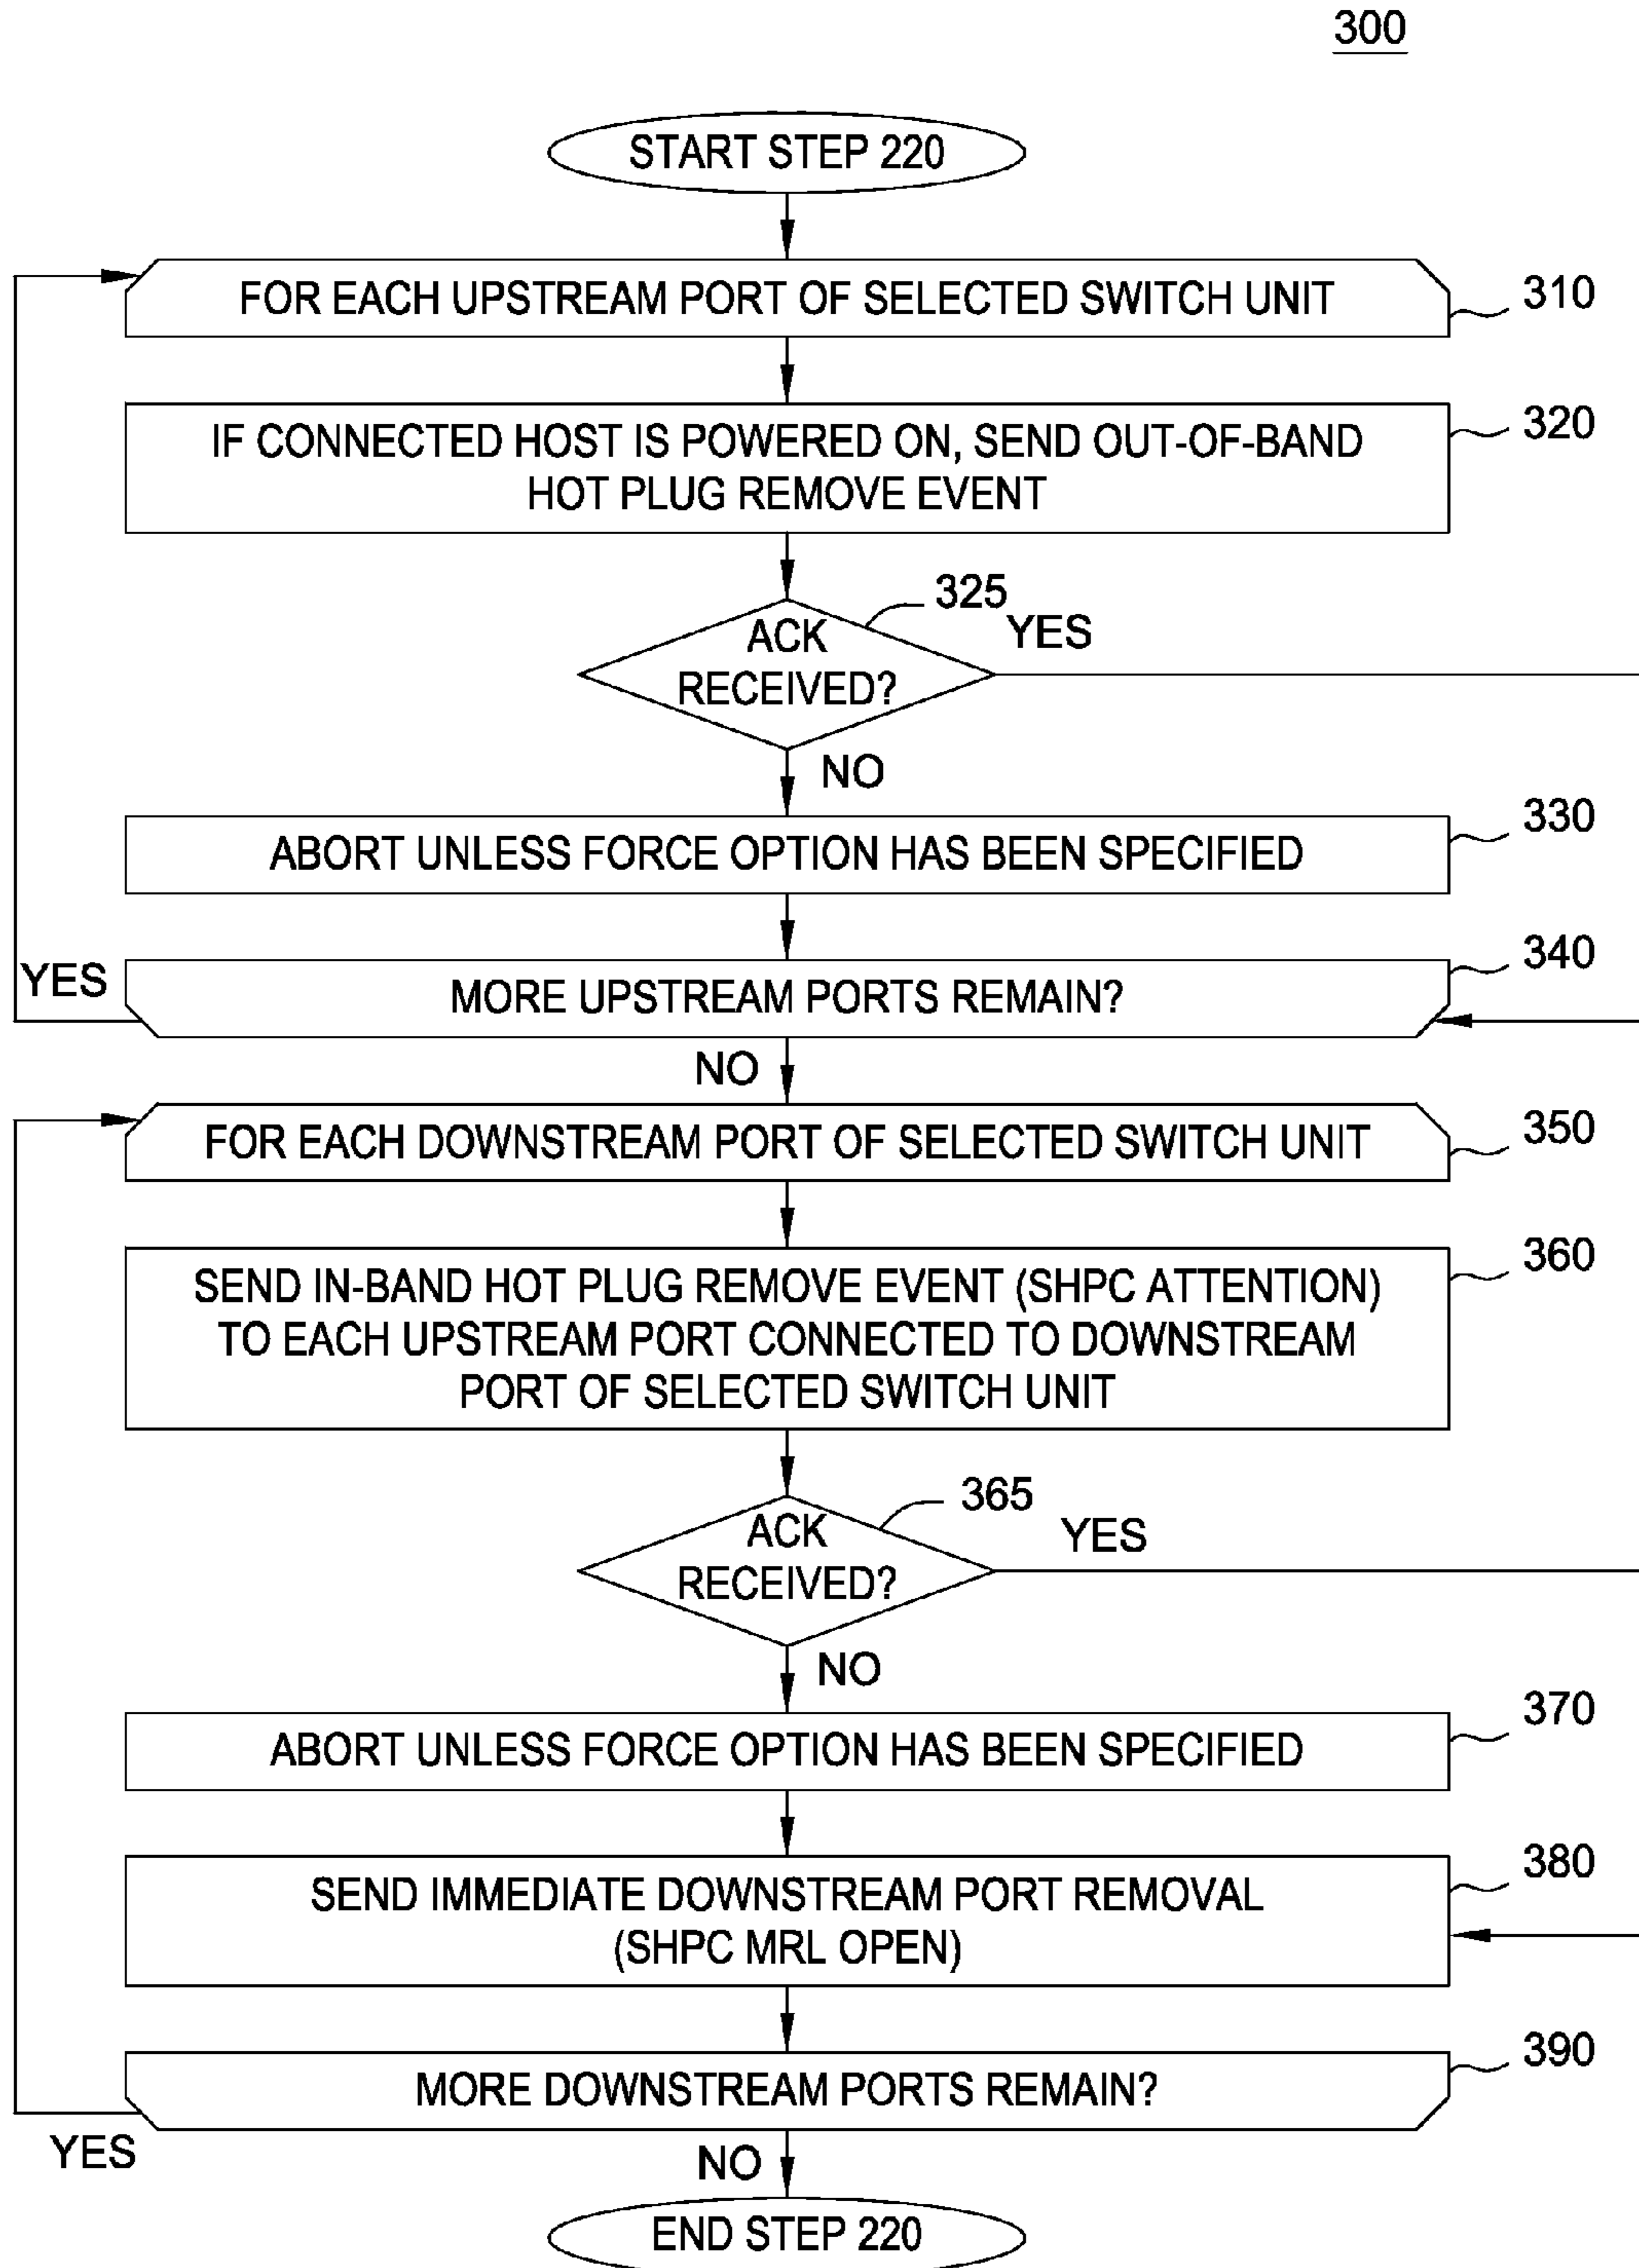 300
START STEP 220
FOR EACH UPSTREAM PORT OF SELECTED SWITCH UNIT
310
IF CONNECTED HOST IS POWERED ON, SEND OUT-OF-BAND
HOT PLUG REMOVE EVENT
320
325
ACK
RECEIVED?
YES
NO
ABORT UNLESS FORCE OPTION HAS BEEN SPECIFIED
330
MORE UPSTREAM PORTS REMAIN?
340
YES
NO
FOR EACH DOWNSTREAM PORT OF SELECTED SWITCH UNIT
350
SEND IN-BAND HOT PLUG REMOVE EVENT (SHPC ATTENTION)
TO EACH UPSTREAM PORT CONNECTED TO DOWNSTREAM
PORT OF SELECTED SWITCH UNIT
360
365
ACK
RECEIVED?
YES
NO
ABORT UNLESS FORCE OPTION HAS BEEN SPECIFIED
370
SEND IMMEDIATE DOWNSTREAM PORT REMOVAL
(SHPC MRL OPEN)
380
MORE DOWNSTREAM PORTS REMAIN?
390
YES
NO
END STEP 220